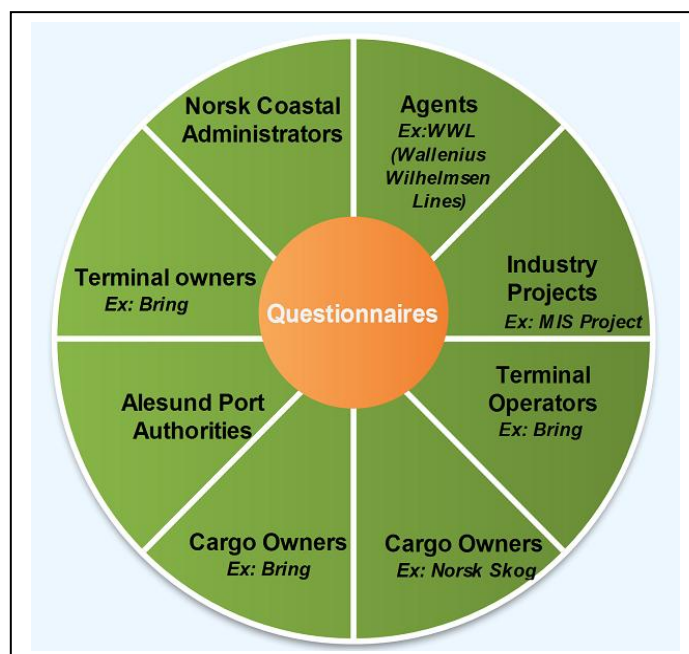 Norsk Coastal
Administrators
Agents
Ex:WWL
(Wallenius
Wilhelmsen
Lines)
Terminal owners
Ex: Bring
Industry
Projects
Ex: MIS Project
Questionnaires
Alesund Port
Authorities
Terminal
Operators
Ex: Bring
Cargo Owners
Ex: Bring
Cargo Owners
Ex: Norsk Skog